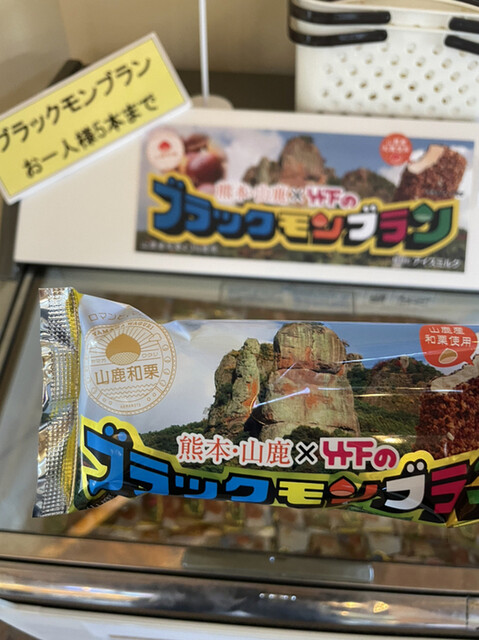 ブラックモンブラン
お一人様5本まで
熊本・山鹿×竹下の
ブラックモンブラン
ロマンと
山鹿和栗
山鹿産
和栗使用
熊本・山鹿×竹下の
ブラックモンブラ